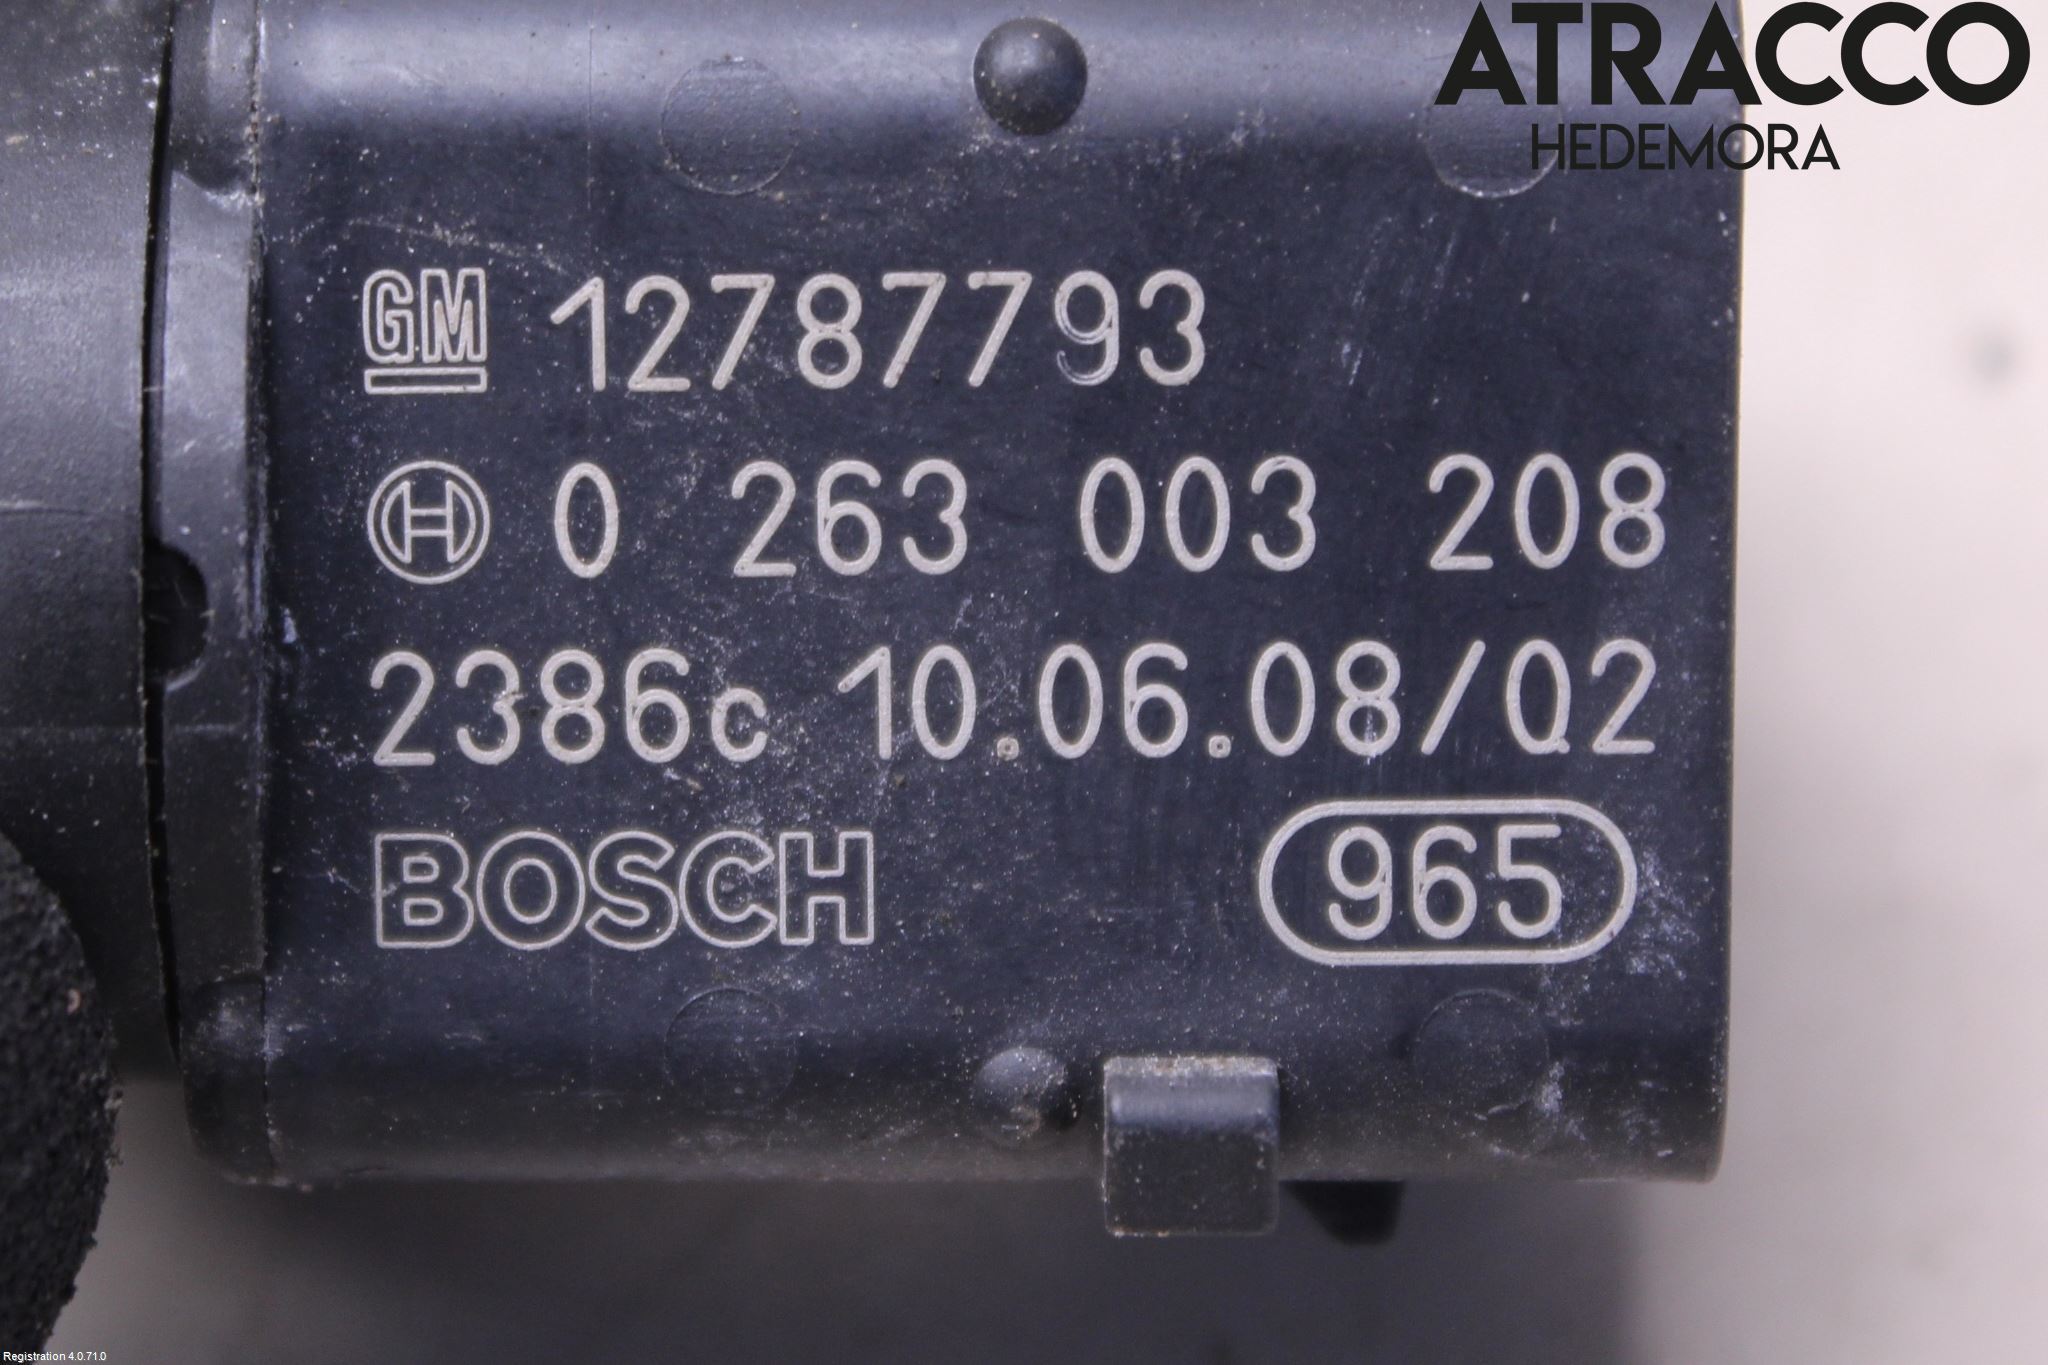 ATRACCO
HEDEMORA
GM 12787793
0 263 003 208
2386c 10.06.08/Q2
BOSCH 965
Registration 4.0.71.0